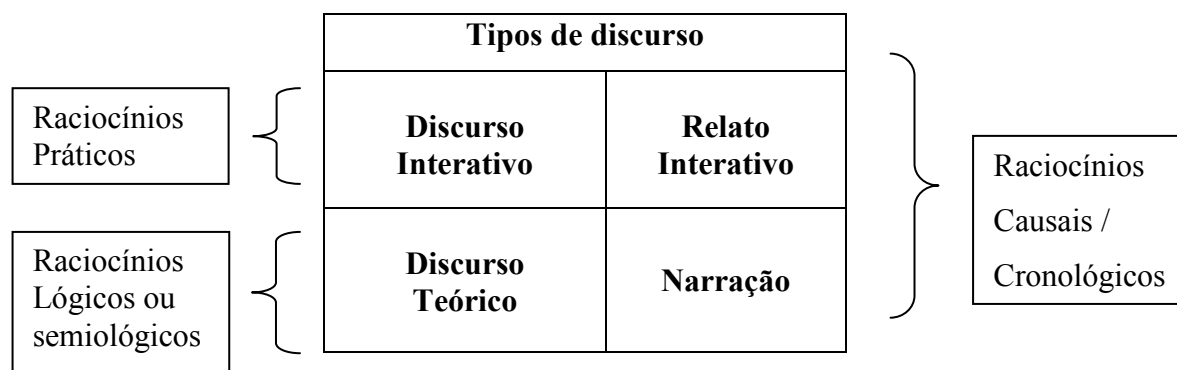 Tipos de discurso
Raciocínios
Práticos
Discurso
Interativo
Relato
Interativo
Raciocínios
Lógicos ou
semiológicos
Discurso
Teórico
Narração
Raciocínios
Causais /
Cronológicos